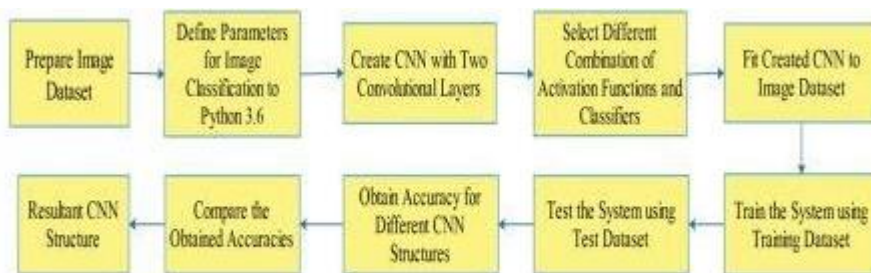 Prepare Image
Dataset
Define Parameters
for Image
Classification to
Python 3.6
Create CNN with Two
Convolutional Layers
Select Different
Combination of
Activation Functions and
Classifiers
Fit Created CNN to
Image Dataset
Train the System using
Training Dataset
Test the System using
Test Dataset
Obtain Accuracy for
Different CNN
Structures
Compare the
Obtained Accuracies
Resultant CNN
Structure